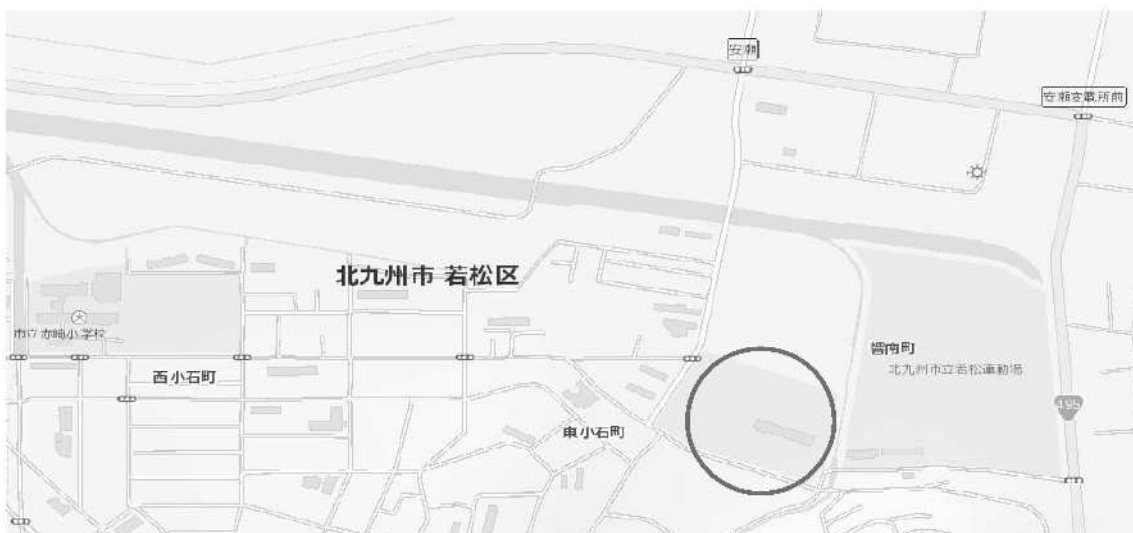 安瀬
安瀬変電所前
北九州市 若松区
市立赤崎小学校
響南町
北九州市立若松運動場
西小石町
495
東小石町